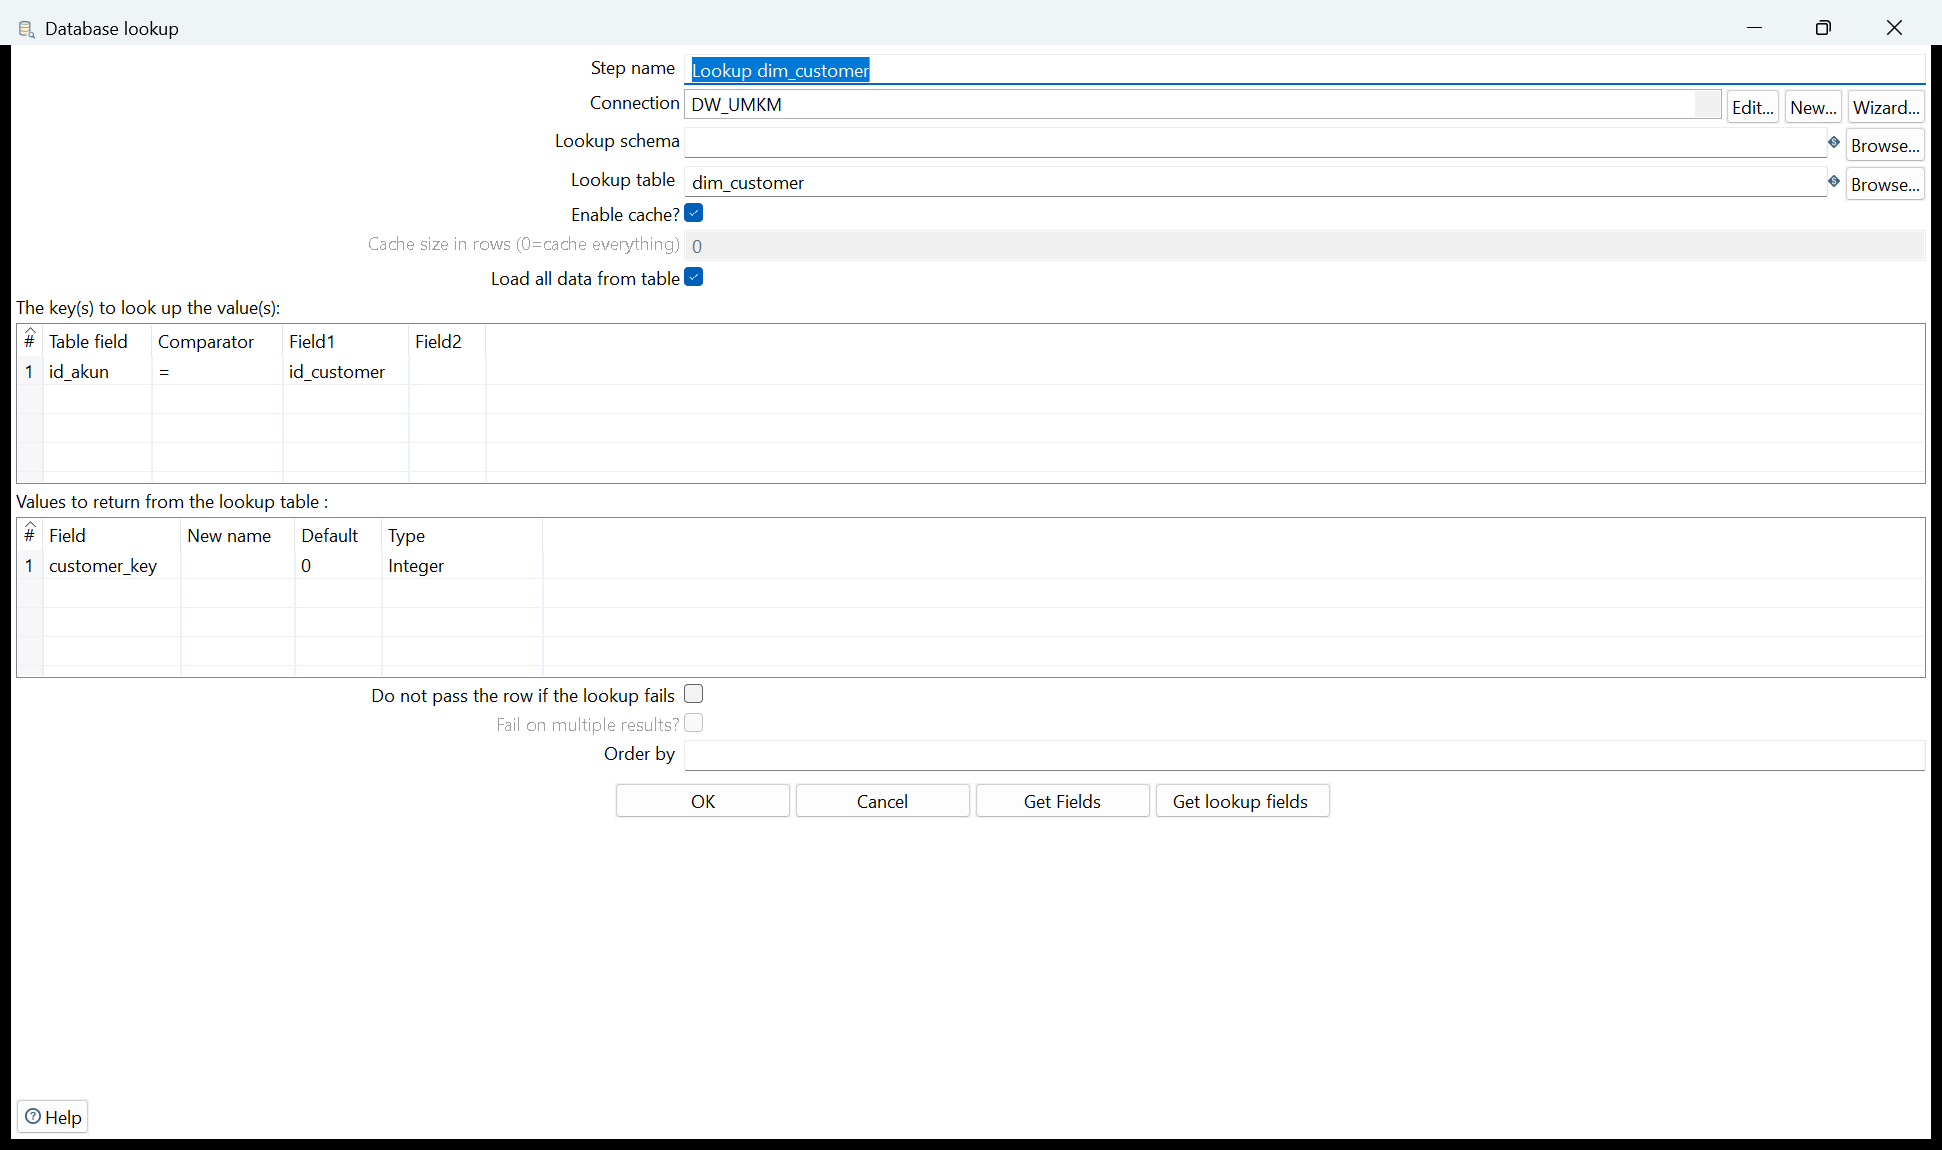 Database lookup
Step name Lookup dim_customer
Connection DW_UMKM Edit... New... Wizard...
Lookup schema Browse...
Lookup table dim_customer Browse...
Enable cache?
Cache size in rows (0=cache everything) 0
Load all data from table
The key(s) to look up the value(s):
# Table field Comparator Field1 Field2
1 id_akun = id_customer
Values to return from the lookup table :
# Field New name Default Type
1 customer_key 0 Integer
Do not pass the row if the lookup fails
Fail on multiple results?
Order by
OK Cancel Get Fields Get lookup fields
Help